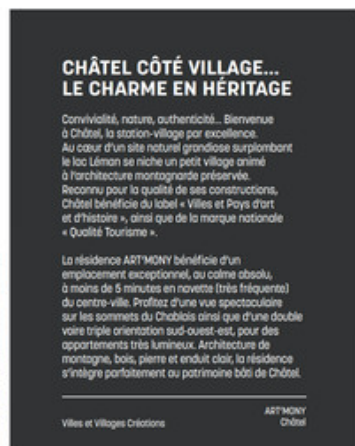 CHÂTEL CÔTÉ VILLAGE...
LE CHARME EN HÉRITAGE
Convivialité, nature, authenticité... Bienvenue
à Châtel, la station-village par excellence.
Au cœur d'un site naturel grandiose surplombant
le lac Léman se niche un petit village animé
à l'architecture montagnarde préservée.
Reconnu pour la qualité de ses constructions,
Châtel bénéficie du label « Villes et Pays d'art
et d'histoire », ainsi que de la marque nationale
« Qualité Tourisme ».
La résidence ART'MONY bénéficie d'un
emplacement exceptionnel, au calme absolu,
à moins de 5 minutes en navette (très fréquente)
du centre-ville. Profitez d'une vue spectaculaire
sur les sommets du Chablais ainsi que d'une double
voire triple orientation sud-ouest-est, pour des
appartements très lumineux. Architecture de
montagne, bois, pierre et enduit clair, la résidence
s'intègre parfaitement au patrimoine bâti de Châtel.
Villes et Villages Créations
ART'MONY
Châtel